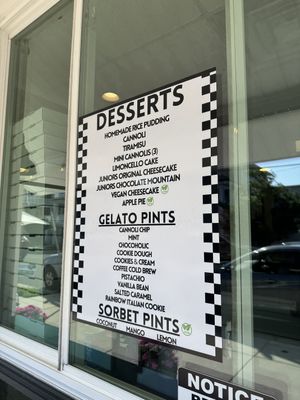 DESSERTS
HOMEMADE RICE PUDDING
CANNOLI
TIRAMISU
MINI CANNOLIS (3)
LIMONCELLO CAKE
JUNIORS ORIGINAL CHEESECAKE
JUNIORS CHOCOLATE MOUNTAIN
VEGAN CHEESECAKE
APPLE PIE
GELATO PINTS
CANNOLI CHIP
MINT
CHOCOHOLIC
COOKIE DOUGH
COOKIES & CREAM
COFFEE COLD BREW
PISTACHIO
VANILLA BEAN
SALTED CARAMEL
RAINBOW ITALIAN COOKIE
SORBET PINTS
COCONUT MANGO LEMON
NOTICE